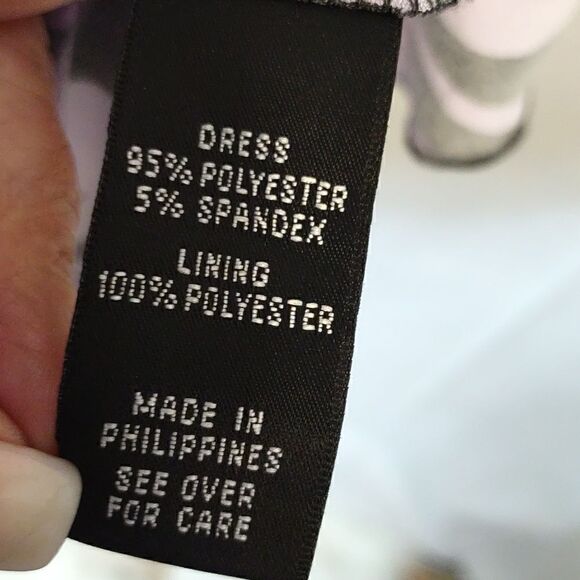 DRESS
95% POLYESTER
5% SPANDEX
LINING
100% POLYESTER
MADE IN
PHILIPPINES
SEE OVER
FOR CARE